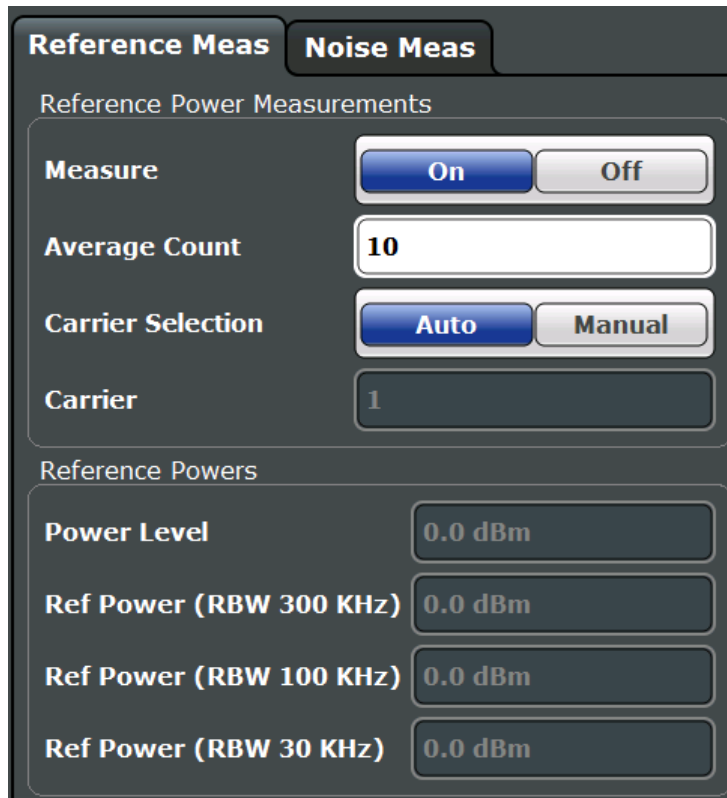 Reference Meas Noise Meas
Reference Power Measurements
Measure On Off
Average Count 10
Carrier Selection Auto Manual
Carrier 1
Reference Powers
Power Level 0.0 dBm
Ref Power (RBW 300 KHz) 0.0 dBm
Ref Power (RBW 100 KHz) 0.0 dBm
Ref Power (RBW 30 KHz) 0.0 dBm